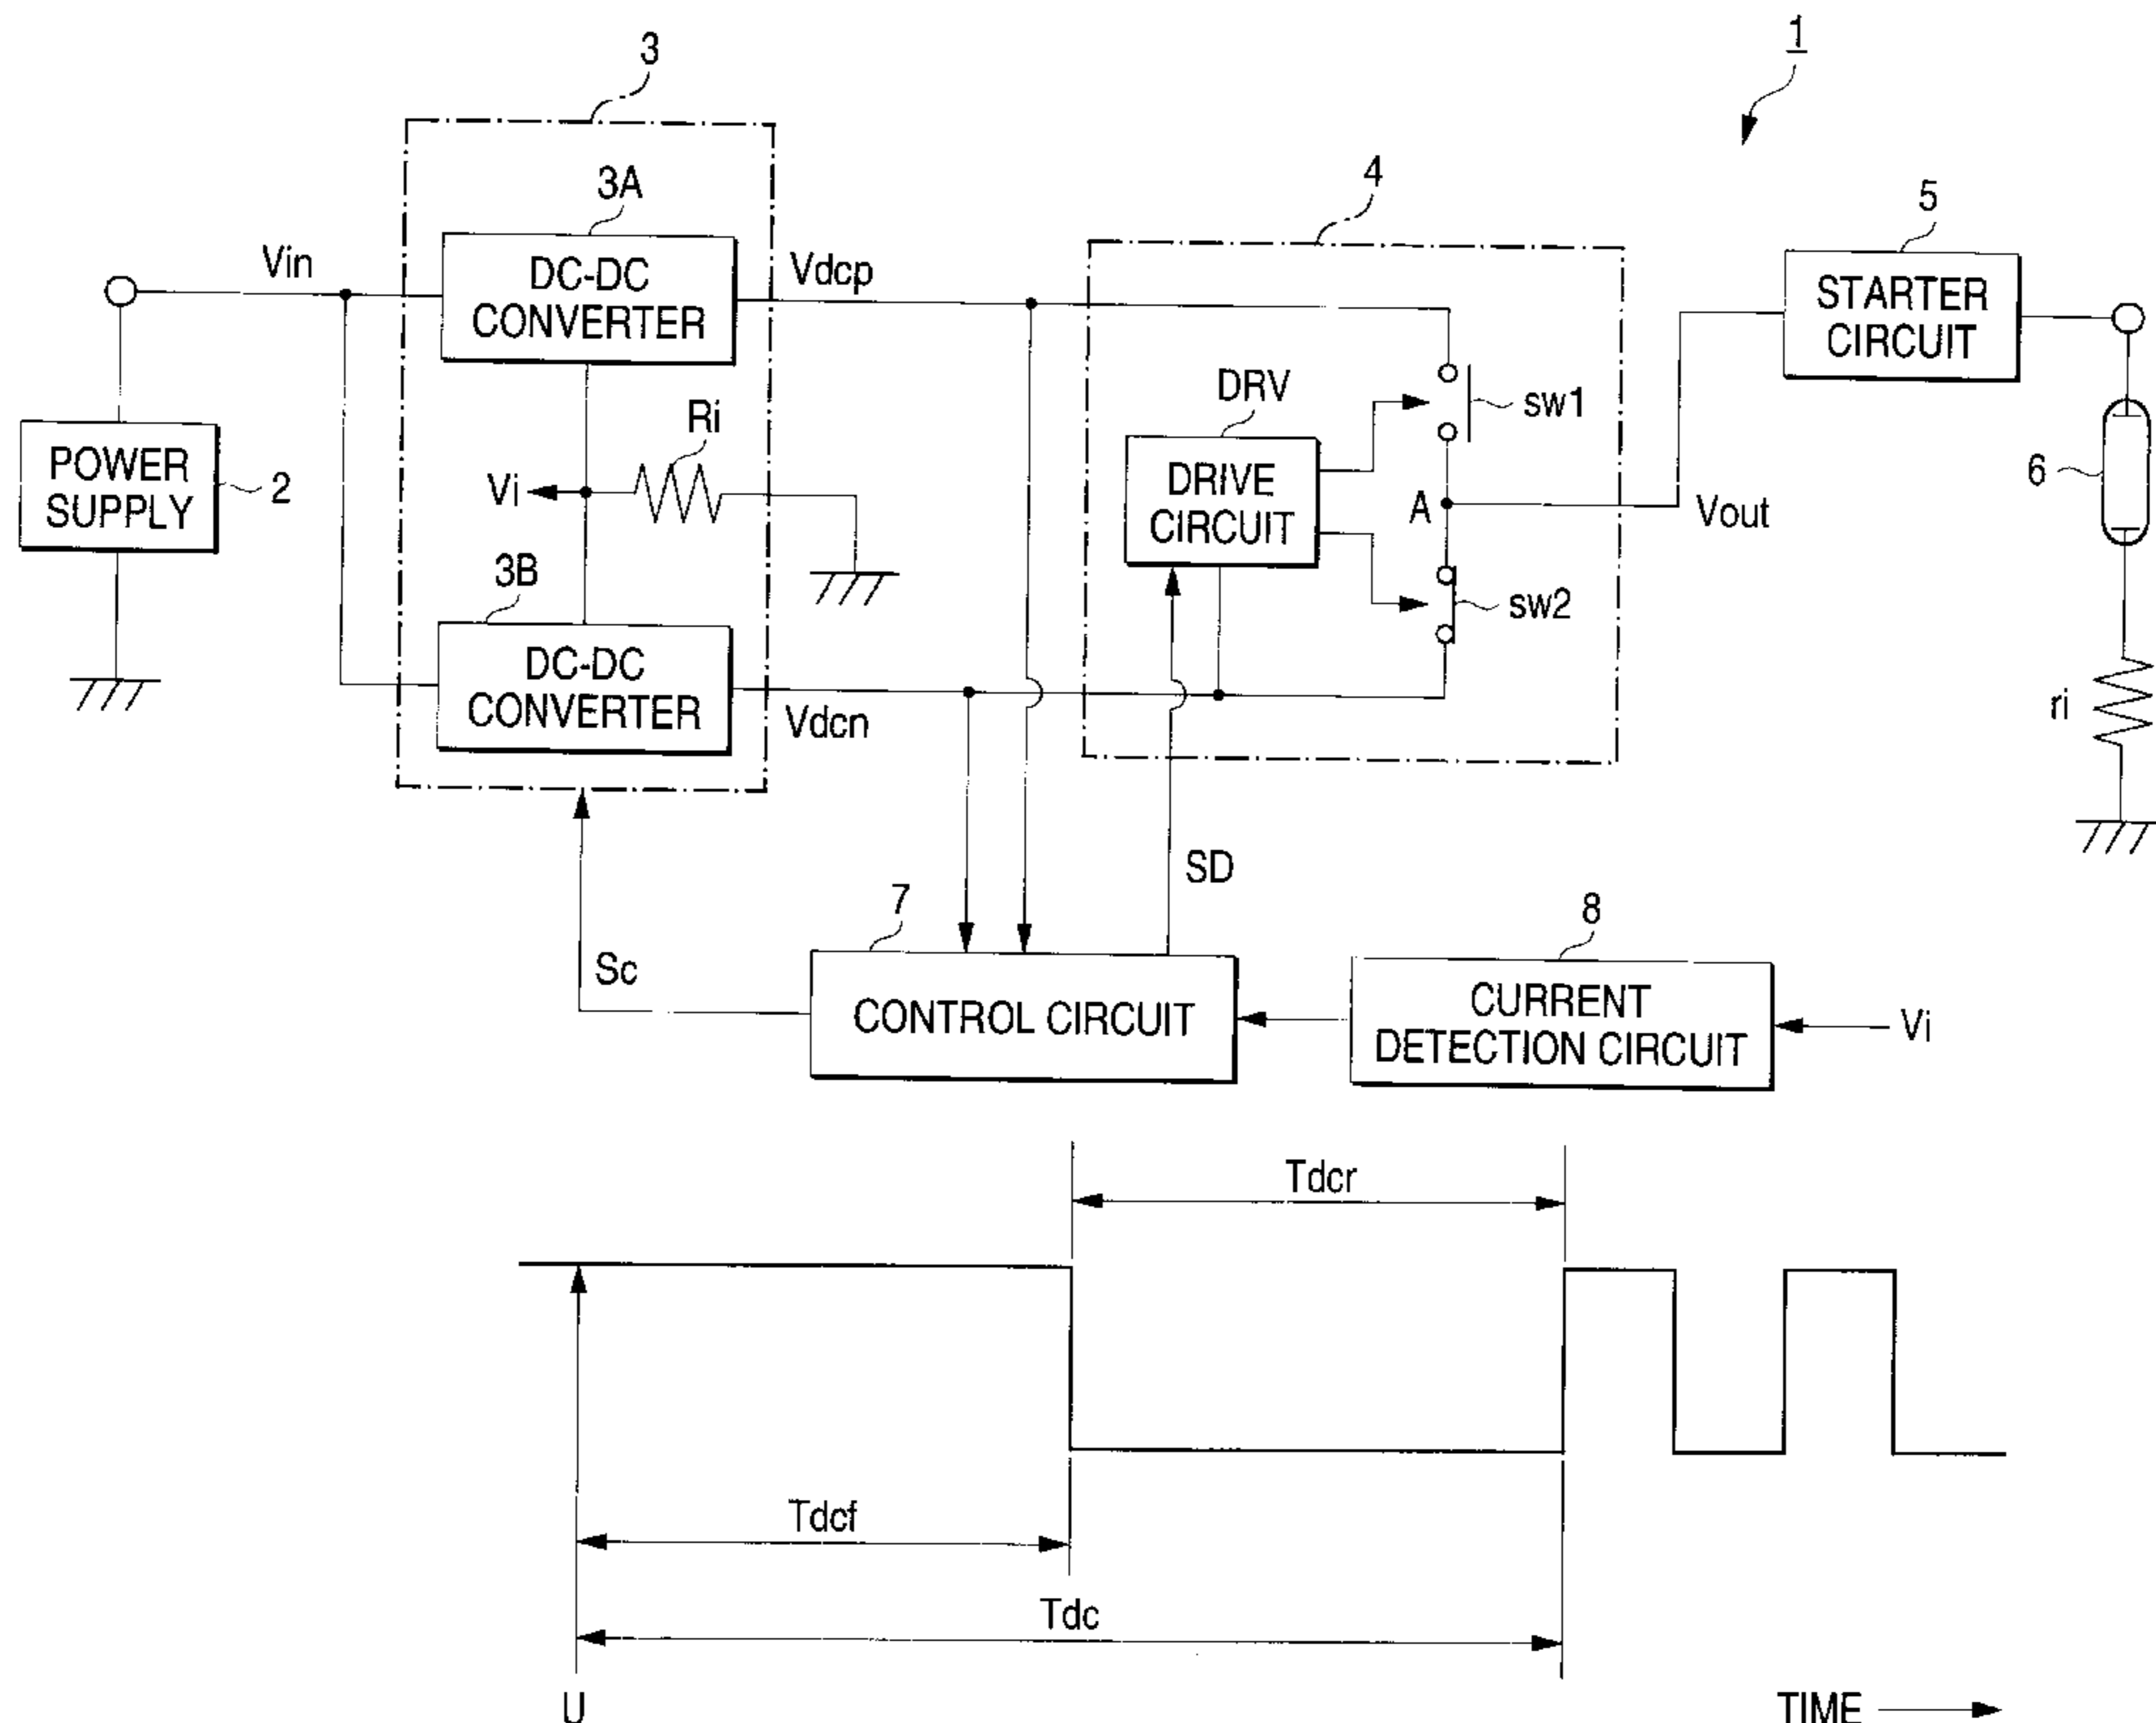 1
3
4
3A
5
Vin
DC-DC
CONVERTER
Vdcp
STARTER
CIRCUIT
DRV
sw1
Ri
POWER
SUPPLY
2
Vi
DRIVE
CIRCUIT
A
Vout
6
3B
sw2
DC-DC
CONVERTER
Vdcn
ri
SD
7
8
Sc
CONTROL CIRCUIT
CURRENT
DETECTION CIRCUIT
Vi
Tdcr
Tdcf
Tdc
U
TIME